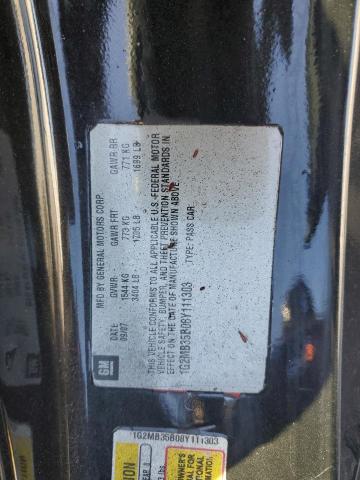 MFD BY GENERAL MOTORS CORP.
DATE GVWR GAWR FRT GAWR RR
09/07 1544 KG 773 KG 771 KG
3404 LB 1705 LB 1699 LB
THIS VEHICLE CONFORMS TO ALL APPLICABLE U.S. FEDERAL MOTOR
VEHICLE SAFETY, BUMPER, AND THEFT PREVENTION STANDARDS IN
EFFECT ON THE DATE OF MANUFACTURE SHOWN ABOVE.
1G2MB35B08Y111303 TYPE: PASS CAR
GM
1G2MB35B08Y111303